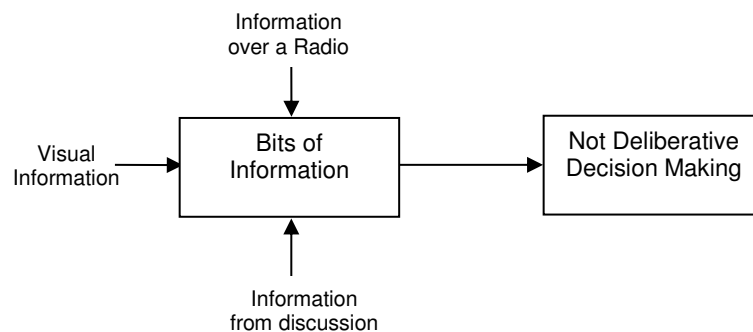 Information
over a Radio
Visual
Information
Bits of
Information
Not Deliberative
Decision Making
Information
from discussion